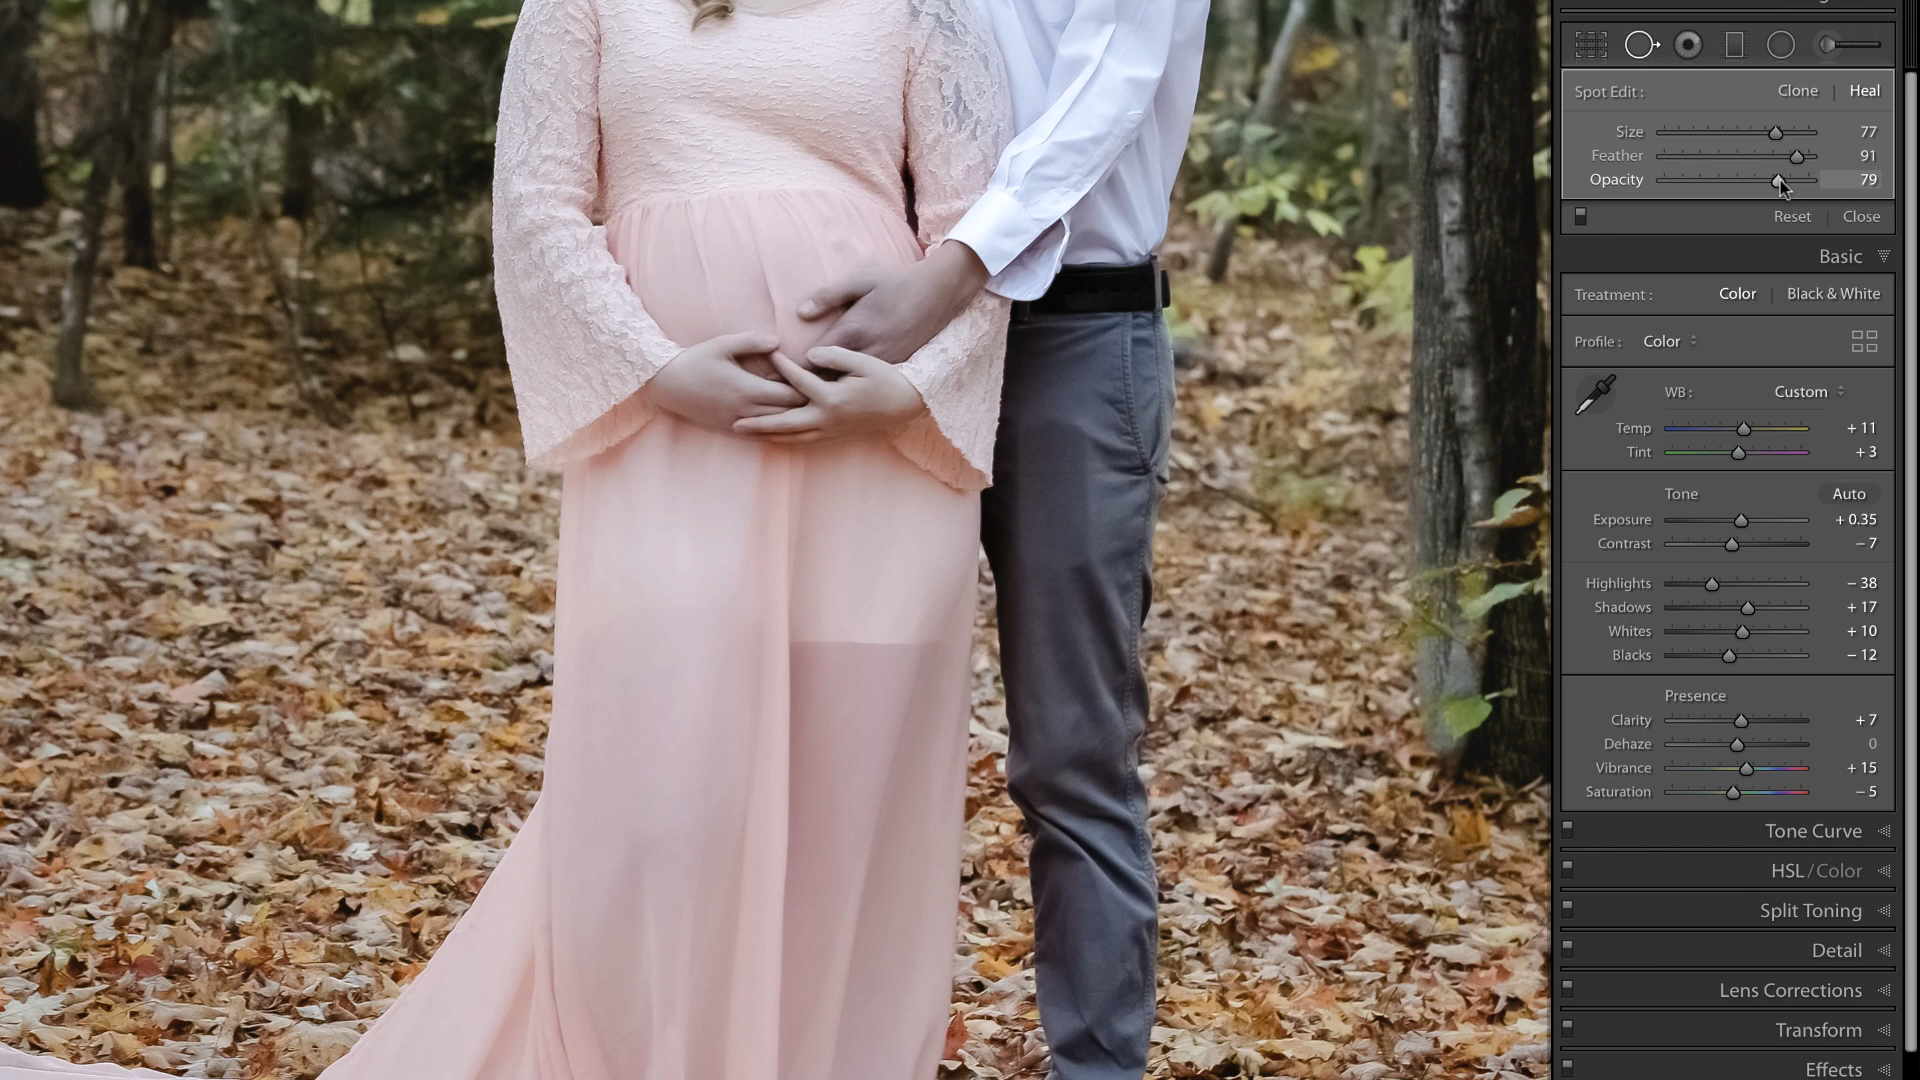 Spot Edit : Clone | Heal
Size 77
Feather 91
Opacity 79
Reset | Close
Basic
Treatment : Color | Black & White
Profile : Color
WB : Custom
Temp + 11
Tint + 3
Tone Auto
Exposure + 0.35
Contrast − 7
Highlights − 38
Shadows + 17
Whites + 10
Blacks − 12
Presence
Clarity + 7
Dehaze 0
Vibrance + 15
Saturation − 5
Tone Curve
HSL / Color
Split Toning
Detail
Lens Corrections
Transform
Effects